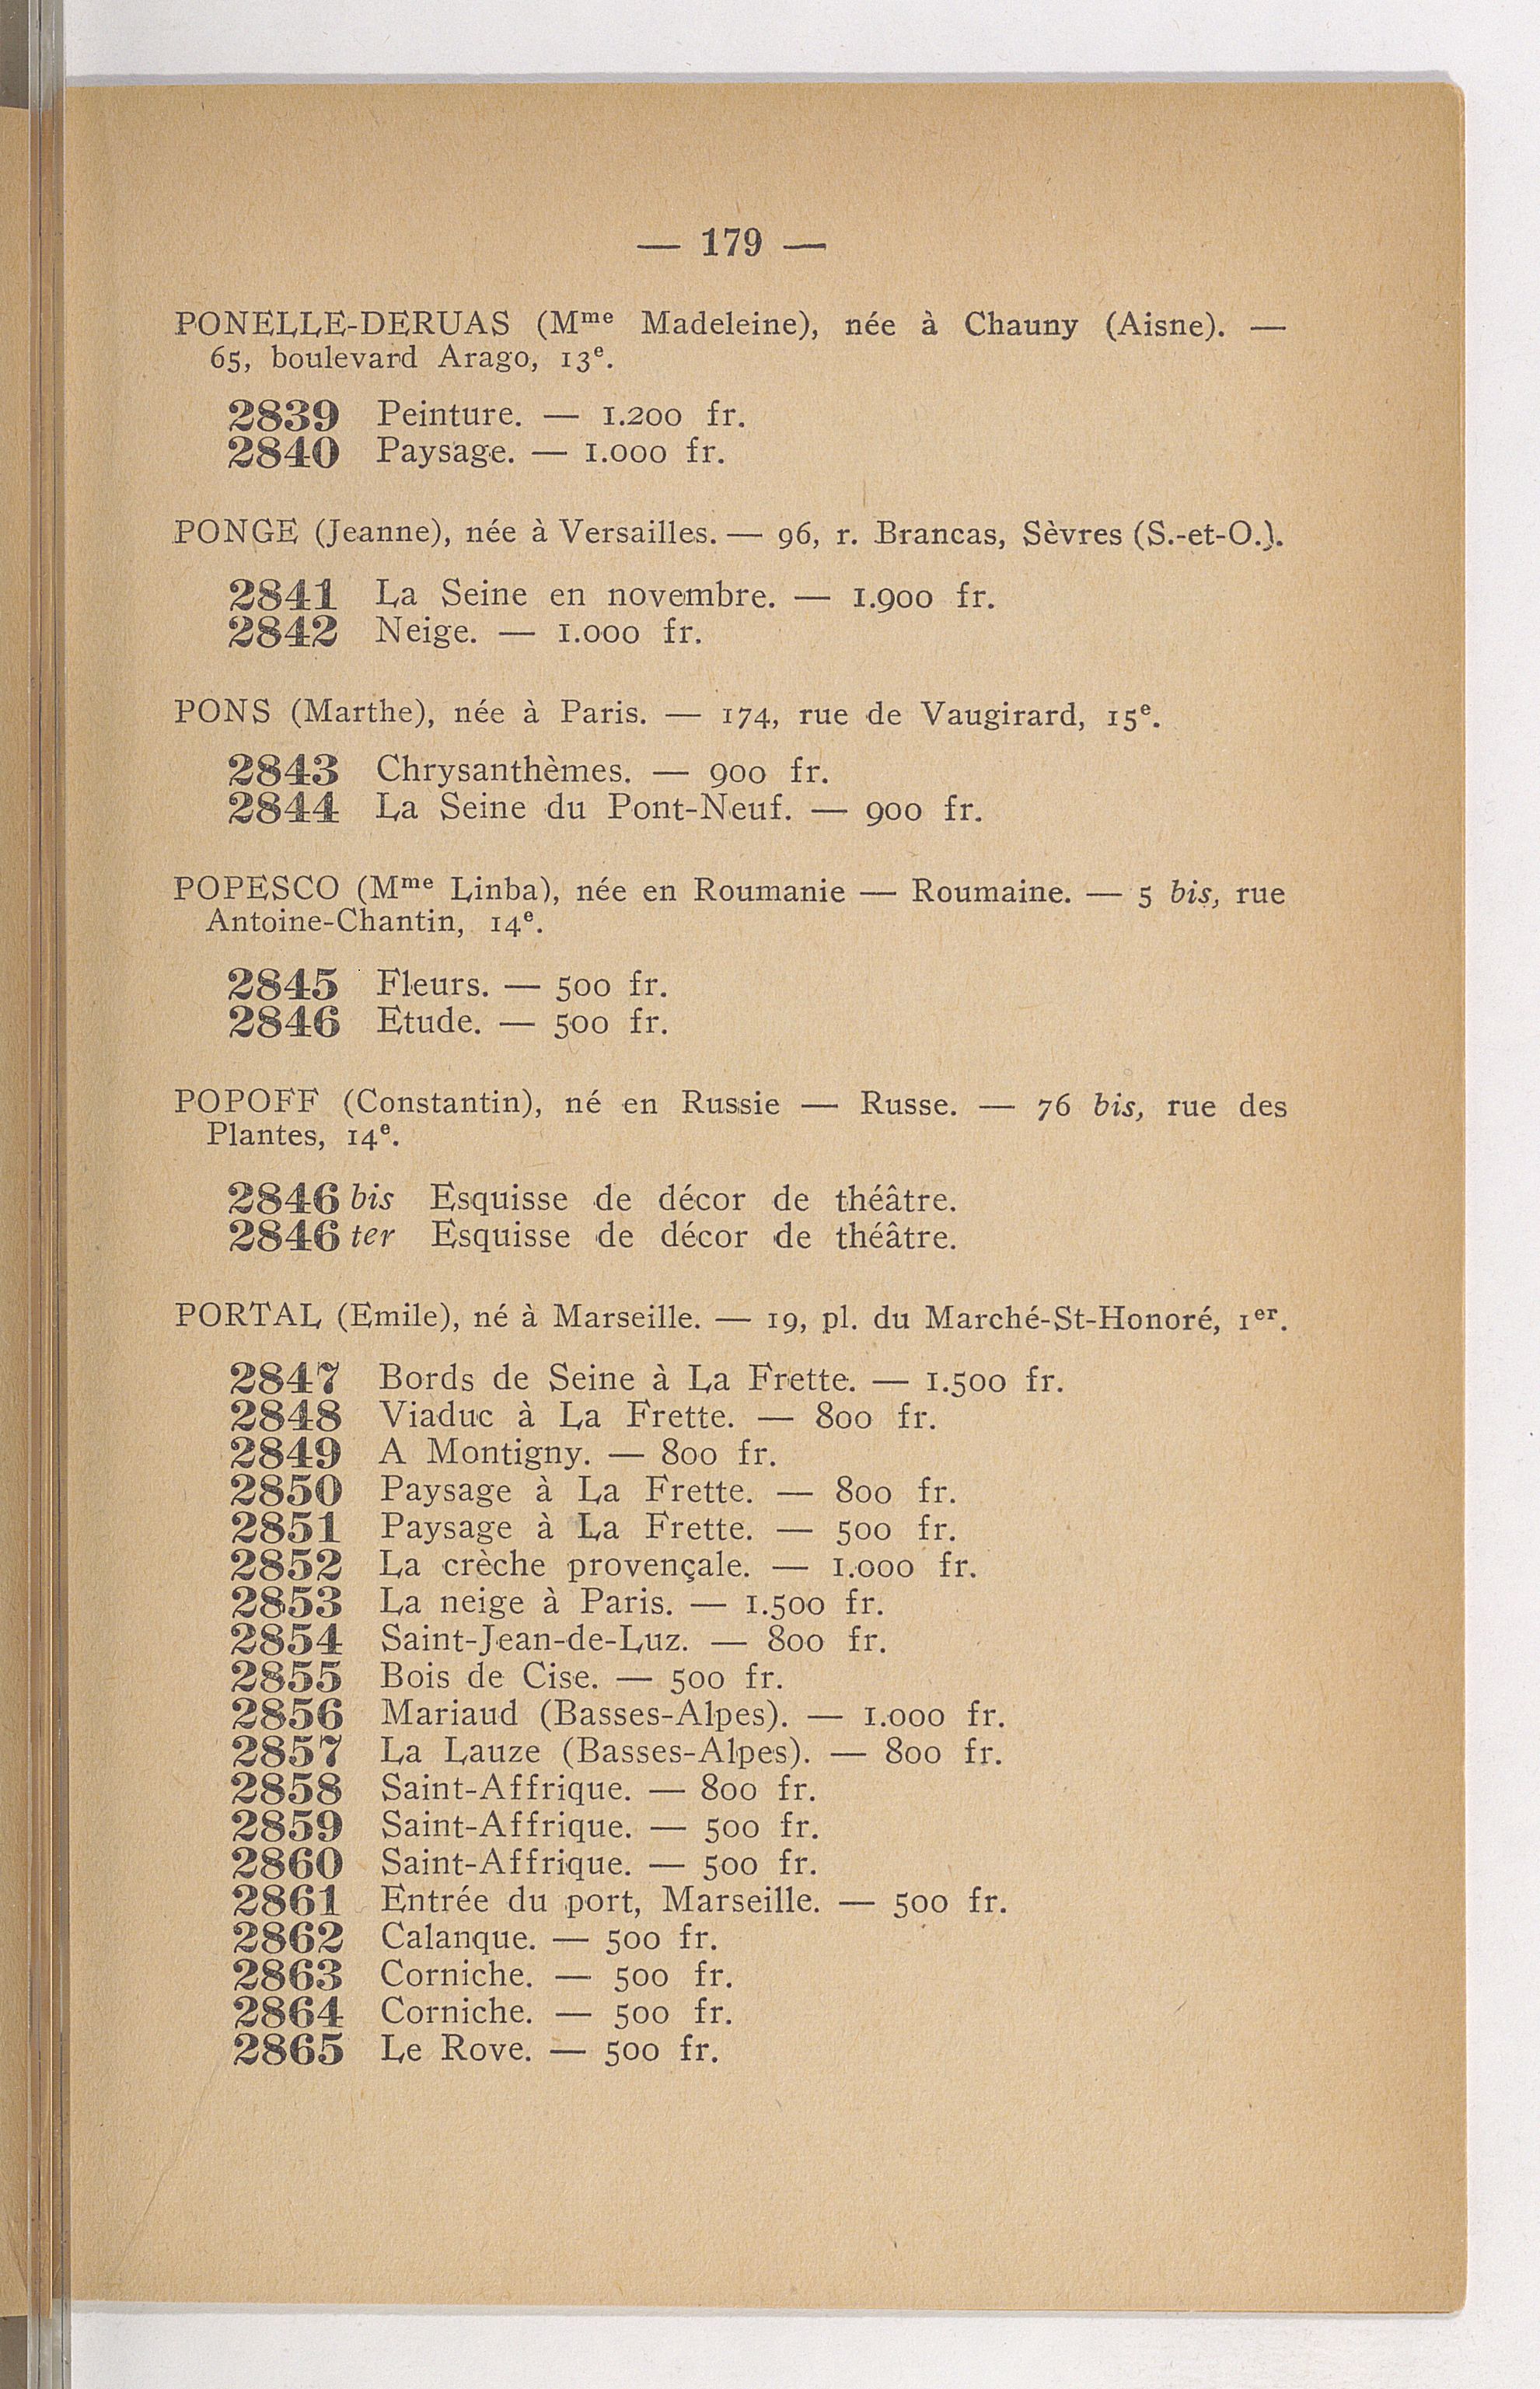 — 179 —
PONELLE-DERUAS (Mme Madeleine), née à Chauny (Aisne). —
65, boulevard Arago, 13e.
2839 Peinture. — 1.200 fr.
2840 Paysage. — 1.000 fr.
PONGE (Jeanne), née à Versailles. — 96, r. Brancas, Sèvres (S.-et-O.).
2841 La Seine en novembre. — 1.900 fr.
2842 Neige. — 1.000 fr.
PONS (Marthe), née à Paris. — 174, rue de Vaugirard, 15e.
2843 Chrysanthèmes. — 900 fr.
2844 La Seine du Pont-Neuf. — 900 fr.
POPESCO (Mme Linba), née en Roumanie — Roumaine. — 5 bis, rue
Antoine-Chantin, 14e.
2845 Fleurs. — 500 fr.
2846 Etude. — 500 fr.
POPOFF (Constantin), né en Russie — Russe. — 76 bis, rue des
Plantes, 14e.
2846 bis Esquisse de décor de théâtre.
2846 ter Esquisse de décor de théâtre.
PORTAL (Emile), né à Marseille. — 19, pl. du Marché-St-Honoré, 1er.
2847 Bords de Seine à La Frette. — 1.500 fr.
2848 Viaduc à La Frette. — 800 fr.
2849 A Montigny. — 800 fr.
2850 Paysage à La Frette. — 800 fr.
2851 Paysage à La Frette. — 500 fr.
2852 La crèche provençale. — 1.000 fr.
2853 La neige à Paris. — 1.500 fr.
2854 Saint-Jean-de-Luz. — 800 fr.
2855 Bois de Cise. — 500 fr.
2856 Mariaud (Basses-Alpes). — 1.000 fr.
2857 La Lauze (Basses-Alpes). — 800 fr.
2858 Saint-Affrique. — 800 fr.
2859 Saint-Affrique. — 500 fr.
2860 Saint-Affrique. — 500 fr.
2861 Entrée du port, Marseille. — 500 fr.
2862 Calanque. — 500 fr.
2863 Corniche. — 500 fr.
2864 Corniche. — 500 fr.
2865 Le Rove. — 500 fr.